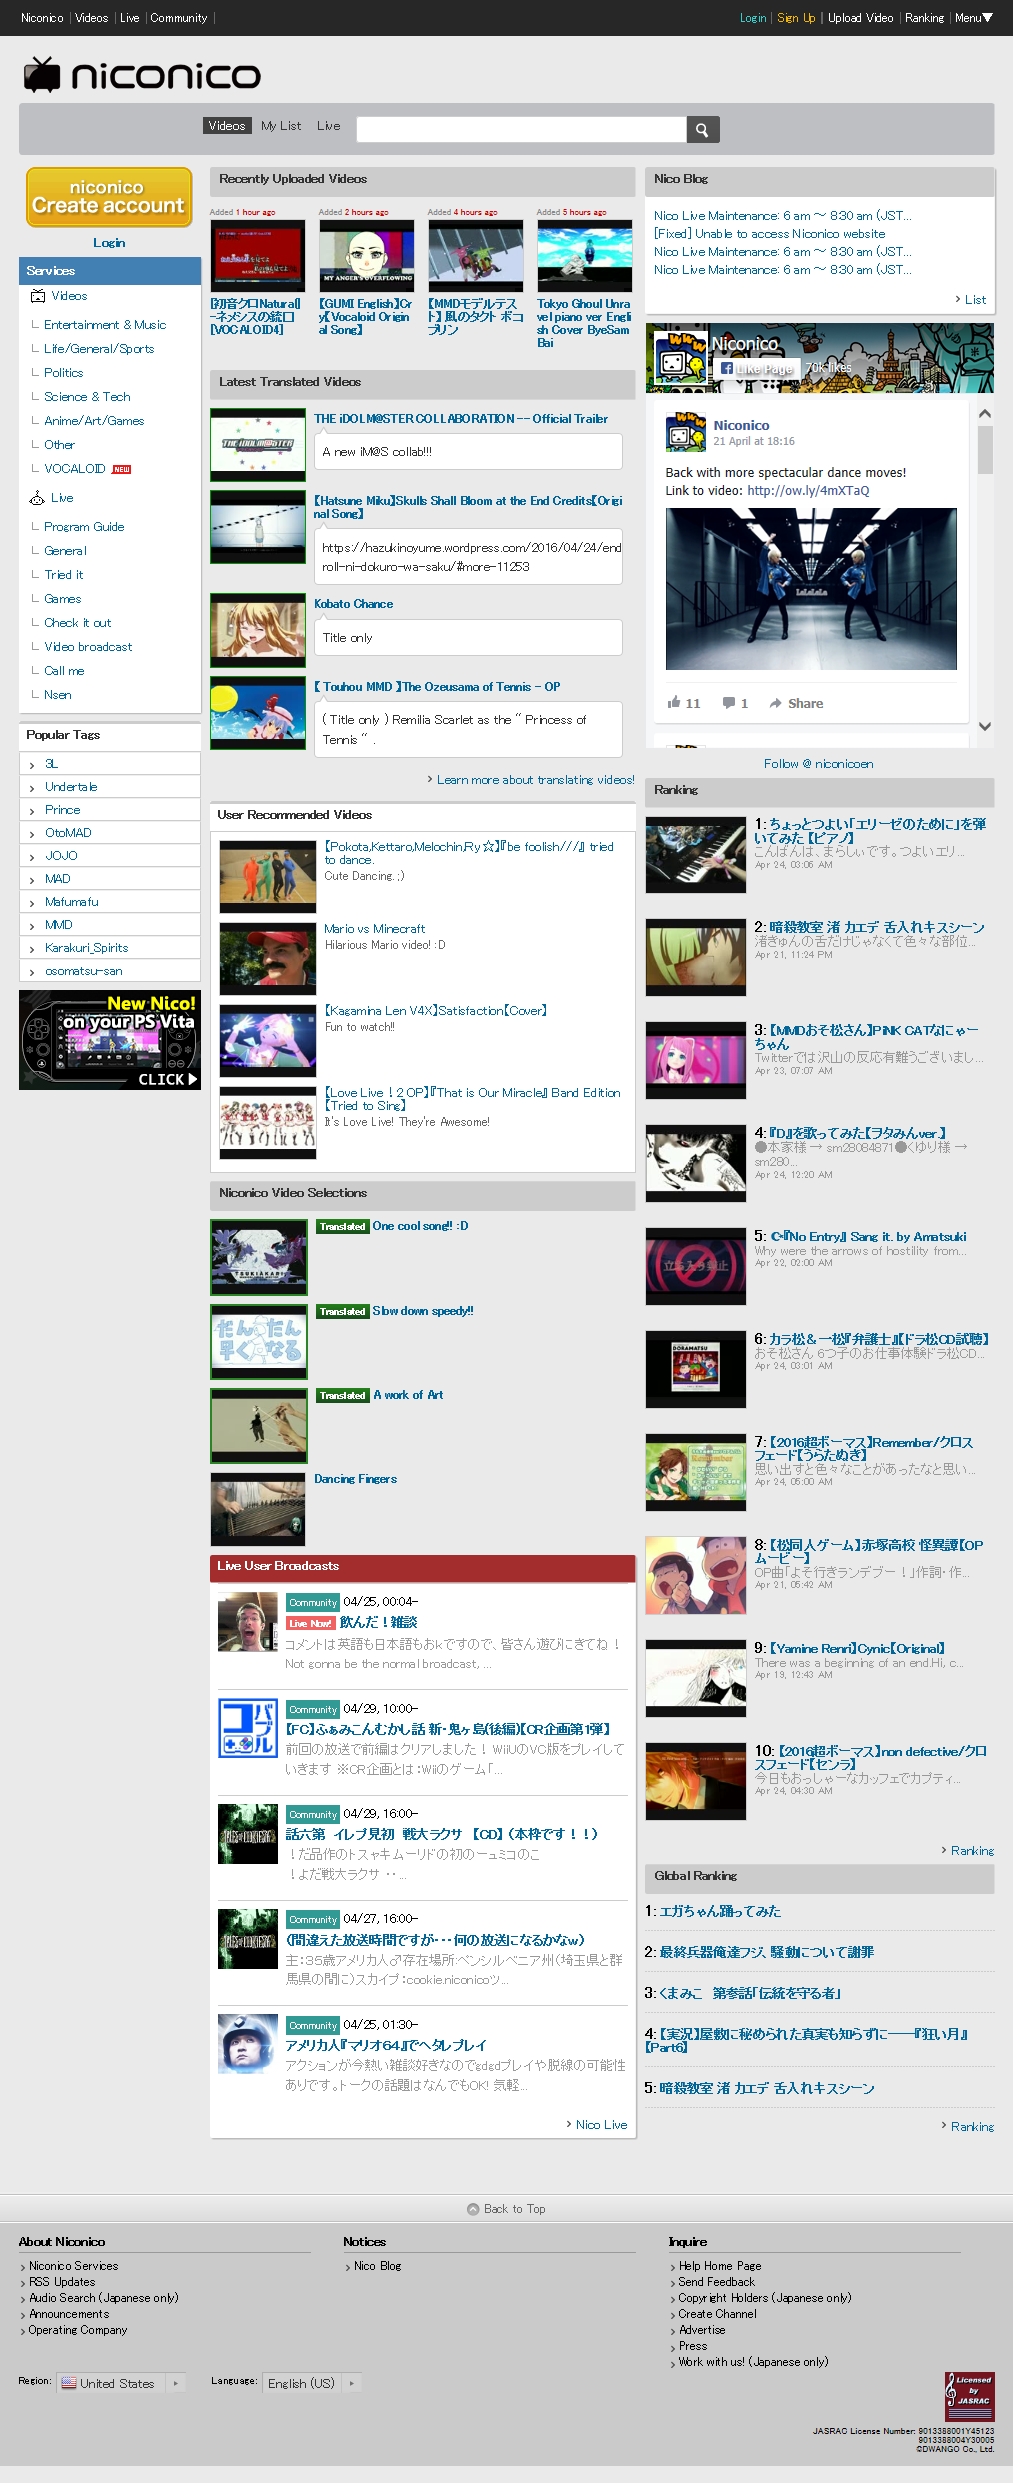 Niconico | Videos | Live | Community |
Login | Sign Up | Upload Video | Ranking | Menu▼
niconico
Videos My List Live
niconico
Create account
Login
Services
Videos
Entertainment & Music
Life/General/Sports
Politics
Science & Tech
Anime/Art/Games
Other
VOCALOID NEW
Live
Program Guide
General
Tried it
Games
Check it out
Video broadcast
Call me
Nsen
Popular Tags
3L
Undertale
Prince
OtoMAD
JOJO
MAD
Mafumafu
MMD
Karakuri_Spirits
osomatsu-san
New Nico!
on your PS Vita
CLICK▶
Recently Uploaded Videos
Added 1 hour ago
[初音クロNatural]
-ネメシスの銃口
[VOCALOID4]
Added 2 hours ago
MY ANGER'S OVERFLOWING
【GUMI English】Cr
y【Vocaloid Origin
al Song】
Added 4 hours ago
【MMDモデルテス
ト】 風のタクト ボコ
ブリン
Added 5 hours ago
Tokyo Ghoul Unra
vel piano ver Engli
sh Cover ByeSam
Bai
Latest Translated Videos
THE iDOLM@STER COLLABORATION -- Official Trailer
A new iM@S collab!!!
【Hatsune Miku】Skulls Shall Bloom at the End Credits【Origi
nal Song】
https://hazukinoyume.wordpress.com/2016/04/24/end
roll-ni-dokuro-wa-saku/#more-11253
Kobato Chance
Title only
【 Touhou MMD 】The Ozeusama of Tennis - OP
( Title only ) Remilia Scarlet as the " Princess of
Tennis " .
Learn more about translating videos!
User Recommended Videos
【Pokota,Kettaro,Melochin,Ry☆】『be foolish///』 tried
to dance.
Cute Dancing. ;)
Mario vs Minecraft
Hilarious Mario video! :D
【Kagamina Len V4X】Satisfaction【Cover】
Fun to watch!!
【Love Live ! 2 OP】『That is Our Miracle』 Band Edition
【Tried to Sing】
It's Love Live! They're Awesome!
Niconico Video Selections
TSUKIAKARI
Translated One cool song!! :D
だんだん
早くなる
Translated Slow down speedy!!
Translated A work of Art
Dancing Fingers
Live User Broadcasts
Community 04/25, 00:04-
Live Now! 飲んだ！雑談
コメントは英語も日本語もおkですので、皆さん遊びにきてね！
Not gonna be the normal broadcast, ...
コ
バブル
Community 04/29, 10:00-
【FC】ふぁみこんむかし話 新・鬼ヶ島(後編)【CR企画第1弾】
前回の放送で前編はクリアしました！ WiiUのVC版をプレイして
いきます ※CR企画とは：Wiiのゲーム「...
Community 04/29, 16:00-
話六第　イレブ見初　戦大ラクサ　【CD】 （本枠です！！）
！だ品作のトスャキムーリドの初のーュミコのこ
！よだ戦大ラクサ ‥...
Community 04/27, 16:00-
（間違えた放送時間ですが・・・何の放送になるかなw）
主：35歳アメリカ人♂存在場所:ペンシルベニア州（埼玉県と群
馬県の間に）スカイプ：cookie.niconicoツ...
Community 04/25, 01:30-
アメリカ人『マリオ64』でヘタレプレイ
アクションが今熱い雑談好きなのでgdgdプレイや脱線の可能性
ありです。トークの話題はなんでもOK! 気軽...
Nico Live
Nico Blog
Nico Live Maintenance: 6 am ～ 8:30 am (JST...
[Fixed] Unable to access Niconico website
Nico Live Maintenance: 6 am ～ 8:30 am (JST...
Nico Live Maintenance: 6 am ～ 8:30 am (JST...
List
Niconico
Like Page 70k likes
Niconico
21 April at 18:16
Back with more spectacular dance moves!
Link to video: http://ow.ly/4mXTaQ
LaLaLaLa
11 1 Share
Follow @ niconicoen
Ranking
1: ちょっとつよい「エリーゼのために」を弾
いてみた 【ピアノ】
こんばんは、まらしぃです。つよいエリ...
Apr 24, 03:06 AM
2: 暗殺教室 渚 カエデ 舌入れキスシーン
渚きゅんの舌だけじゃなくて色々な部位...
Apr 21, 11:24 PM
3: 【MMDおそ松さん】PiNK CATなにゃー
ちゃん
Twitterでは沢山の反応有難うございまし...
Apr 23, 07:07 AM
4: 『D』を歌ってみた【ヲタみんver.】
●本家様 → sm28084871●くゆり様 →
sm280...
Apr 24, 12:20 AM
立ち入り禁止
5: ☪『No Entry』 Sang it. by Amatsuki
Why were the arrows of hostility from...
Apr 22, 02:00 AM
DORAMATSU
6: カラ松＆一松『弁護士』【ドラ松CD試聴】
おそ松さん 6つ子のお仕事体験ドラ松CD...
Apr 24, 03:01 AM
Remember
7: 【2016超ボーマス】Remember/クロス
フェード【うらたぬき】
思い出すと色々なことがあったなと思い...
Apr 24, 05:00 AM
8: 【松同人ゲーム】赤塚高校 怪異譚【OP
ムービー】
OP曲「よそ行きランデブー！」作詞・作...
Apr 21, 05:42 AM
9: 【Yamine Renri】Cynic【Original】
There was a beginning of an end.Hi, c...
Apr 19, 12:43 AM
10: 【2016超ボーマス】non defective/クロ
スフェード【センラ】
今日もおっしゃーなカッフェでカプティ...
Apr 24, 04:30 AM
Ranking
Global Ranking
1: エガちゃん踊ってみた
2: 最終兵器俺達フジ、騒動について謝罪
3: くまみこ　第参話「伝統を守る者」
4: 【実況】屋敷に秘められた真実も知らずに──『狂い月』
【Part6】
5: 暗殺教室 渚 カエデ 舌入れキスシーン
Ranking
Back to Top
About Niconico
Niconico Services
RSS Updates
Audio Search (Japanese only)
Announcements
Operating Company
Notices
Nico Blog
Inquire
Help Home Page
Send Feedback
Copyright Holders (Japanese only)
Create Channel
Advertise
Press
Work with us! (Japanese only)
Region: United States Language: English (US)
Licensed
by
JASRAC
JASRAC License Number: 9013388001Y45123
9013388004Y30005
©DWANGO Co., Ltd.